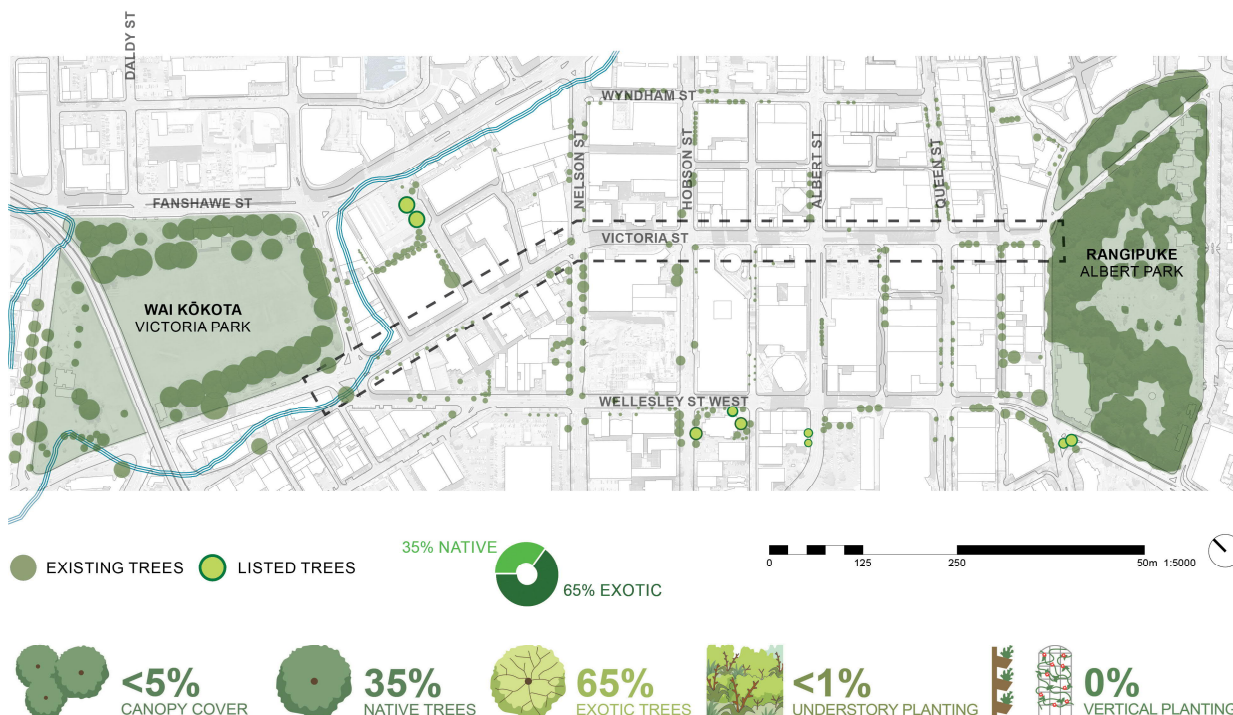 DALDY ST
WYNDHAM ST
NELSON ST
HOBSON ST
ALBERT ST
QUEEN ST
FANSHAWE ST
VICTORIA ST
WAI KŌKOTA
VICTORIA PARK
RANGIPUKE
ALBERT PARK
WELLESLEY ST WEST
EXISTING TREES
LISTED TREES
35% NATIVE
65% EXOTIC
0 125 250 50m 1:5000
<5%
CANOPY COVER
35%
NATIVE TREES
65%
EXOTIC TREES
<1%
UNDERSTORY PLANTING
0%
VERTICAL PLANTING